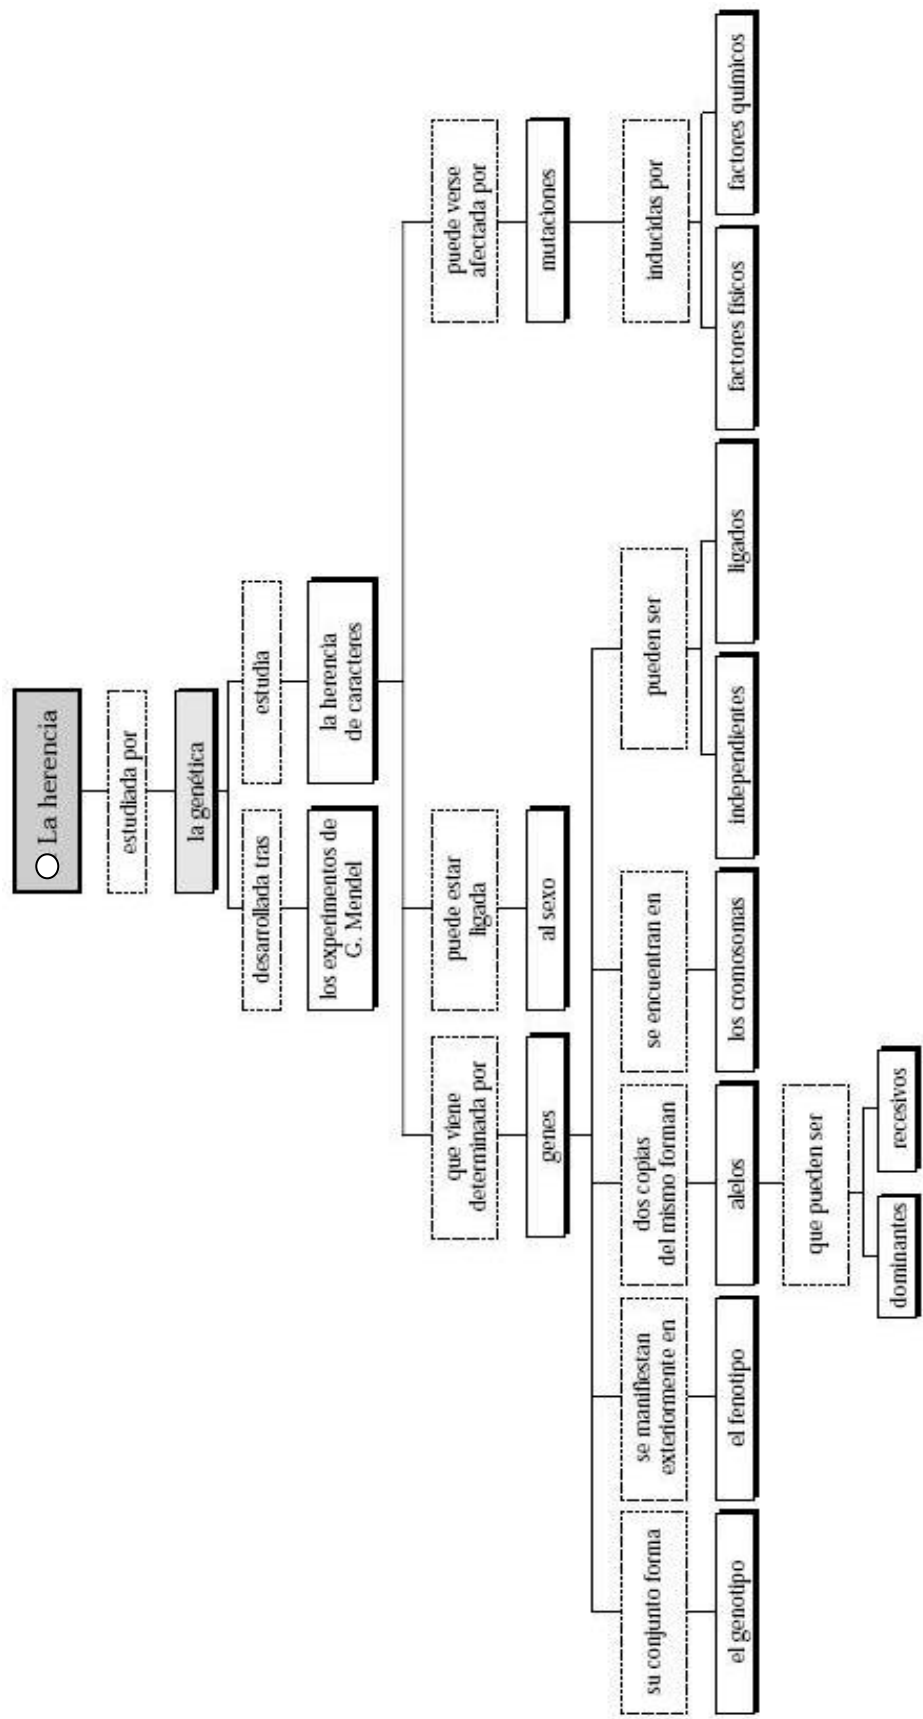 La herencia
estudiada por
la genética
desarrollada tras
estudia
los experimentos de
G. Mendel
la herencia
de caracteres
que viene
determinada por
puede estar
ligada
puede verse
afectada por
genes
al sexo
mutaciones
su conjunto forma
se manifiestan
exteriormente en
dos copias
del mismo forman
se encuentran en
pueden ser
inducidas por
el genotipo
el fenotipo
alelos
los cromosomas
independientes
ligados
factores físicos
factores químicos
que pueden ser
dominantes
recesivos